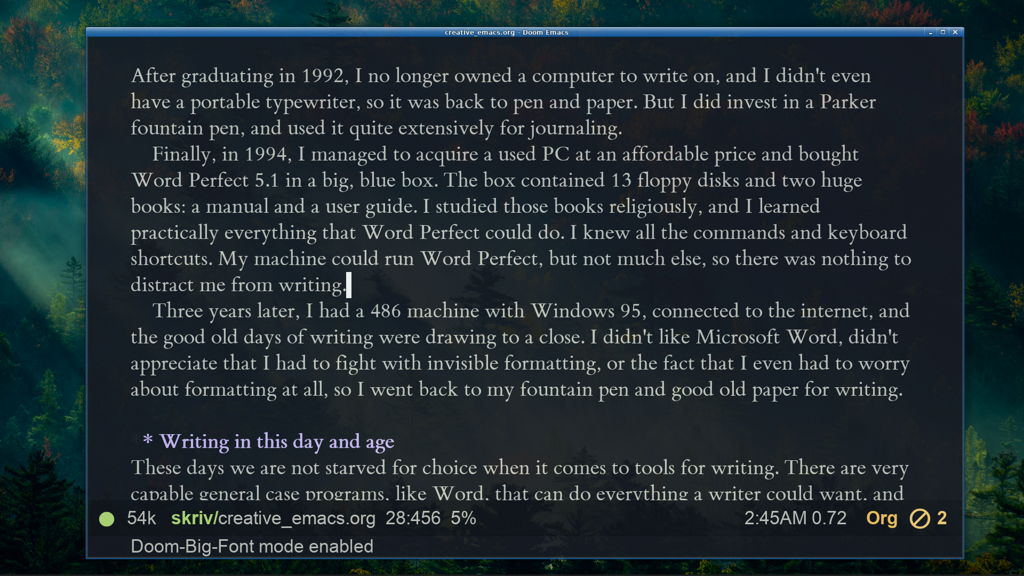 creative_emacs.org - Doom Emacs
After graduating in 1992, I no longer owned a computer to write on, and I didn't even
have a portable typewriter, so it was back to pen and paper. But I did invest in a Parker
fountain pen, and used it quite extensively for journaling.
Finally, in 1994, I managed to acquire a used PC at an affordable price and bought
Word Perfect 5.1 in a big, blue box. The box contained 13 floppy disks and two huge
books: a manual and a user guide. I studied those books religiously, and I learned
practically everything that Word Perfect could do. I knew all the commands and keyboard
shortcuts. My machine could run Word Perfect, but not much else, so there was nothing to
distract me from writing.
Three years later, I had a 486 machine with Windows 95, connected to the internet, and
the good old days of writing were drawing to a close. I didn't like Microsoft Word, didn't
appreciate that I had to fight with invisible formatting, or the fact that I even had to worry
about formatting at all, so I went back to my fountain pen and good old paper for writing.
* Writing in this day and age
These days we are not starved for choice when it comes to tools for writing. There are very
capable general case programs, like Word, that can do everything a writer could want, and
54k skriv/creative_emacs.org 28:456 5% 2:45AM 0.72 Org 2
Doom-Big-Font mode enabled